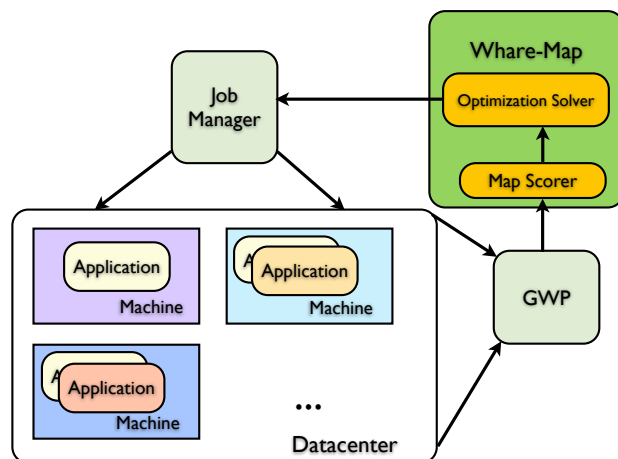 Whare-Map
Optimization Solver
Map Scorer
Job
Manager
Application
Machine
Application
Machine
GWP
Application
Machine
...
Datacenter